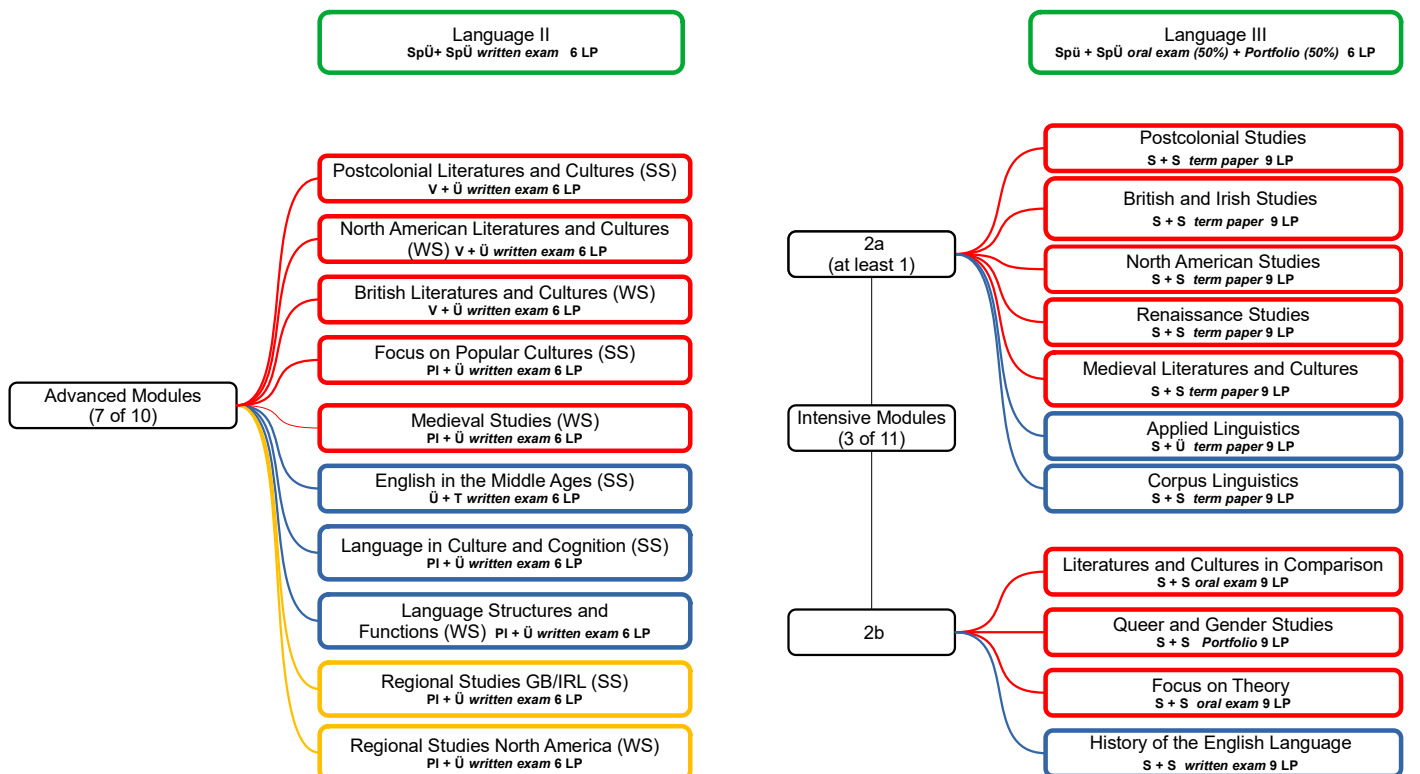 Language II
SpÜ+ SpÜ written exam 6 LP
Language III
Spü + SpÜ oral exam (50%) + Portfolio (50%) 6 LP
Advanced Modules
(7 of 10)
Postcolonial Literatures and Cultures (SS)
V + Ü written exam 6 LP
North American Literatures and Cultures
(WS) V + Ü written exam 6 LP
British Literatures and Cultures (WS)
V + Ü written exam 6 LP
Focus on Popular Cultures (SS)
PI + Ü written exam 6 LP
Medieval Studies (WS)
PI + Ü written exam 6 LP
English in the Middle Ages (SS)
Ü + T written exam 6 LP
Language in Culture and Cognition (SS)
PI + Ü written exam 6 LP
Language Structures and
Functions (WS) PI + Ü written exam 6 LP
Regional Studies GB/IRL (SS)
PI + Ü written exam 6 LP
Regional Studies North America (WS)
PI + Ü written exam 6 LP
Intensive Modules
(3 of 11)
2a
(at least 1)
Postcolonial Studies
S + S term paper 9 LP
British and Irish Studies
S + S term paper 9 LP
North American Studies
S + S term paper 9 LP
Renaissance Studies
S + S term paper 9 LP
Medieval Literatures and Cultures
S + S term paper 9 LP
Applied Linguistics
S + Ü term paper 9 LP
Corpus Linguistics
S + S term paper 9 LP
2b
Literatures and Cultures in Comparison
S + S oral exam 9 LP
Queer and Gender Studies
S + S Portfolio 9 LP
Focus on Theory
S + S oral exam 9 LP
History of the English Language
S + S written exam 9 LP